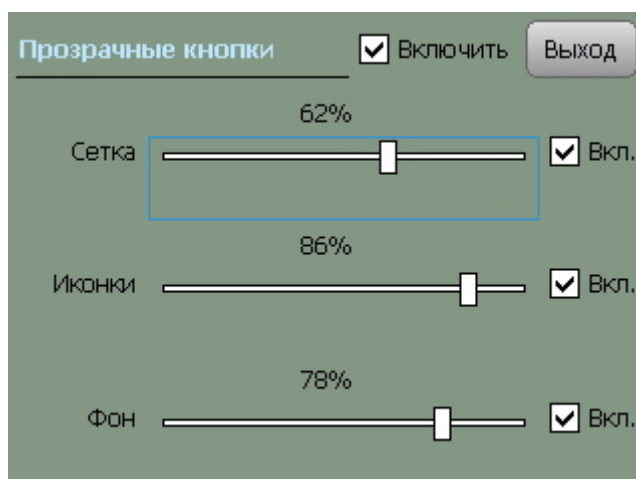 Прозрачные кнопки Включить Выход
62%
Сетка Вкл.
86%
Иконки Вкл.
78%
Фон Вкл.